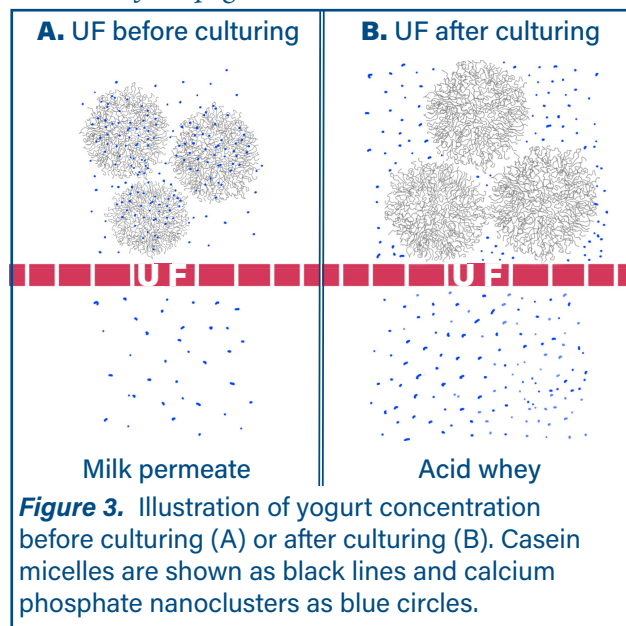 A. UF before culturing
B. UF after culturing
UF
UF
Milk permeate
Acid whey
Figure 3. Illustration of yogurt concentration
before culturing (A) or after culturing (B). Casein
micelles are shown as black lines and calcium
phosphate nanoclusters as blue circles.